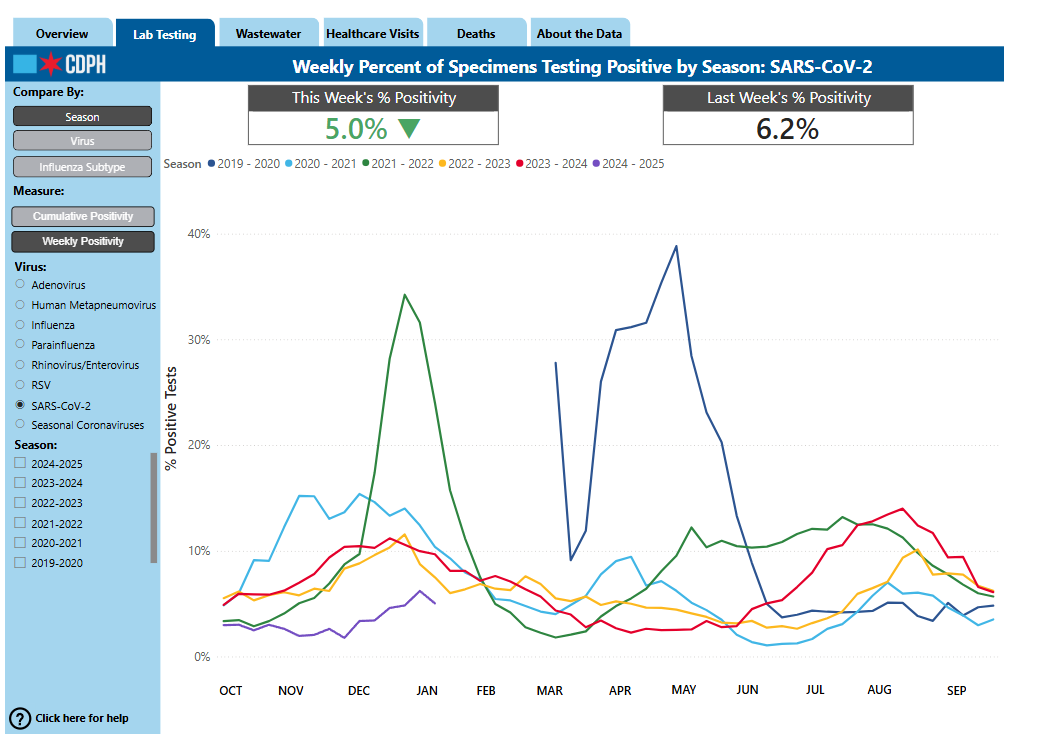 Overview
Lab Testing
Wastewater
Healthcare Visits
Deaths
About the Data
CDPH
Weekly Percent of Specimens Testing Positive by Season: SARS-CoV-2
Compare By:
Season
Virus
Influenza Subtype
Measure:
Cumulative Positivity
Weekly Positivity
Virus:
Adenovirus
Human Metapneumovirus
Influenza
Parainfluenza
Rhinovirus/Enterovirus
RSV
SARS-CoV-2
Seasonal Coronaviruses
Season:
2024-2025
2023-2024
2022-2023
2021-2022
2020-2021
2019-2020
? Click here for help
This Week's % Positivity
5.0% ▼
Last Week's % Positivity
6.2%
Season 2019 - 2020 2020 - 2021 2021 - 2022 2022 - 2023 2023 - 2024 2024 - 2025
% Positive Tests
40%
30%
20%
10%
0%
OCT NOV DEC JAN FEB MAR APR MAY JUN JUL AUG SEP